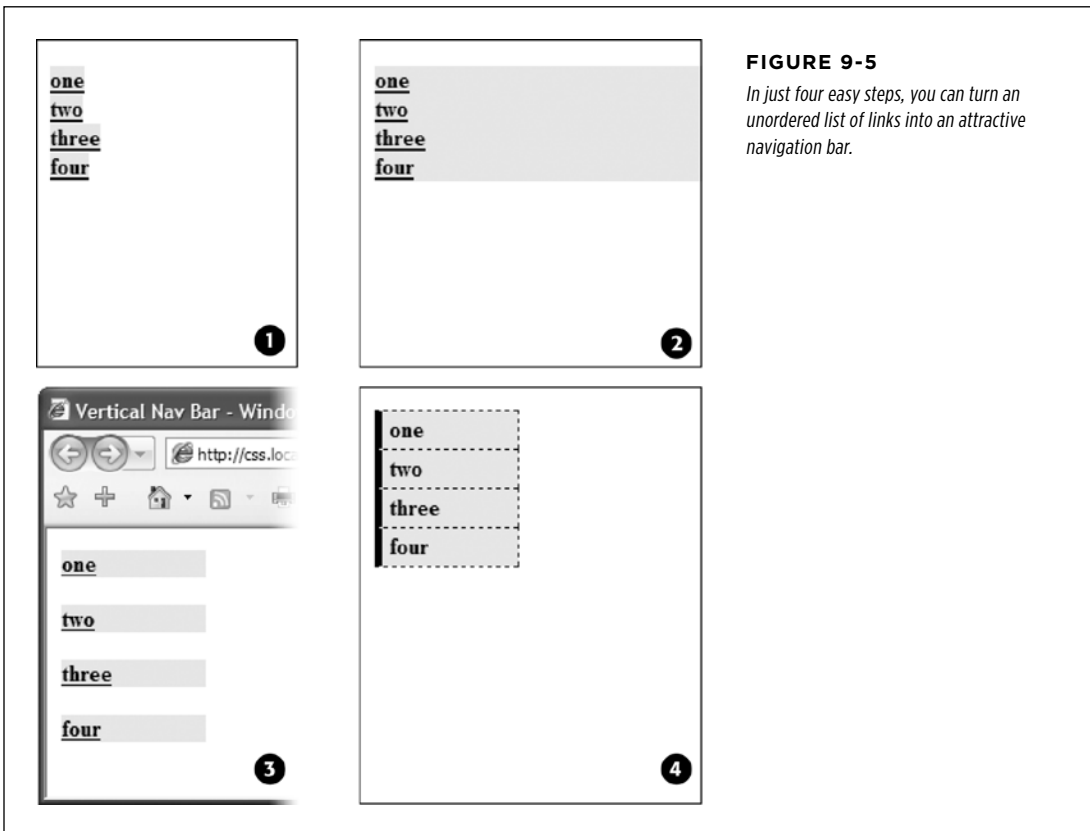 one
two
three
four
1
one
two
three
four
2
FIGURE 9-5
In just four easy steps, you can turn an
unordered list of links into an attractive
navigation bar.
Vertical Nav Bar - Windo
http://css.loc
one
two
three
four
3
one
two
three
four
4